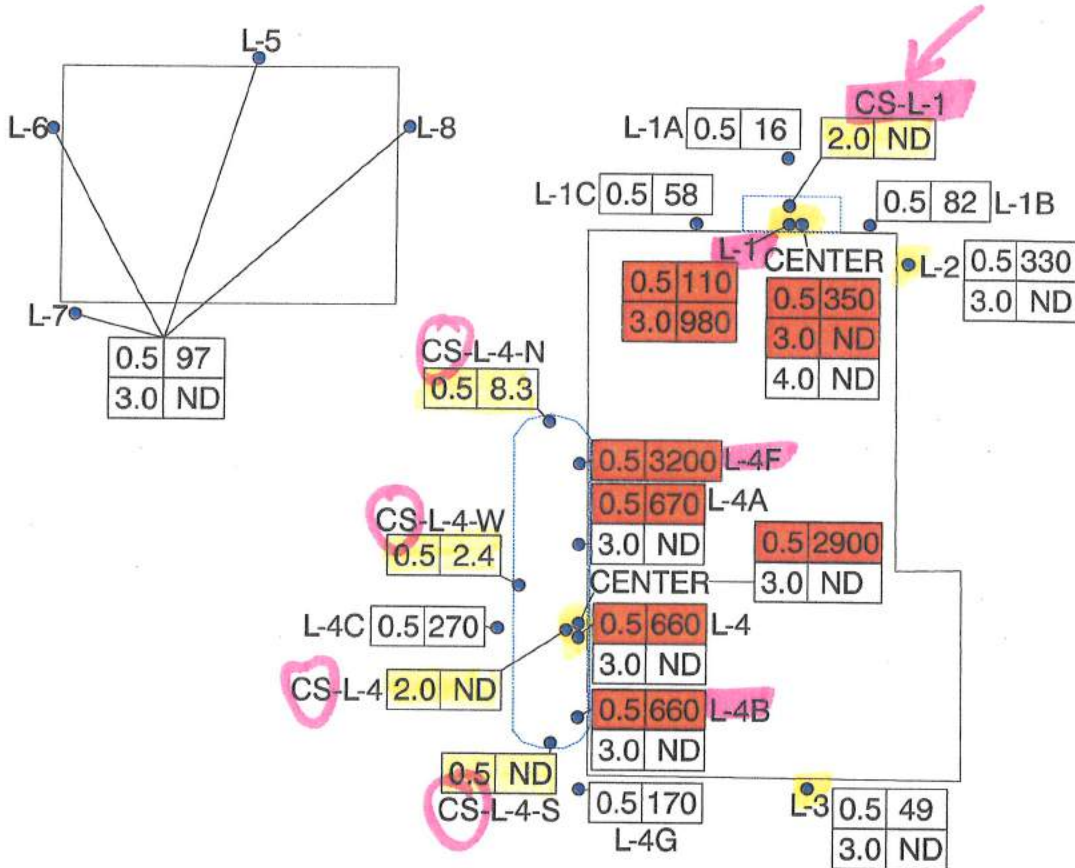 L-5
L-6
L-8
L-7
0.5 97
3.0 ND
CS-L-1
2.0 ND
L-1A 0.5 16
L-1C 0.5 58
0.5 82 L-1B
L-1
0.5 110
3.0 980
CENTER
0.5 350
3.0 ND
4.0 ND
L-2 0.5 330
3.0 ND
CS-L-4-N
0.5 8.3
0.5 3200 L-4F
0.5 670 L-4A
3.0 ND
CS-L-4-W
0.5 2.4
CENTER
0.5 2900
3.0 ND
L-4C 0.5 270
0.5 660 L-4
3.0 ND
CS-L-4 2.0 ND
0.5 660 L-4B
3.0 ND
0.5 ND
CS-L-4-S
0.5 170
L-4G
L-3 0.5 49
3.0 ND